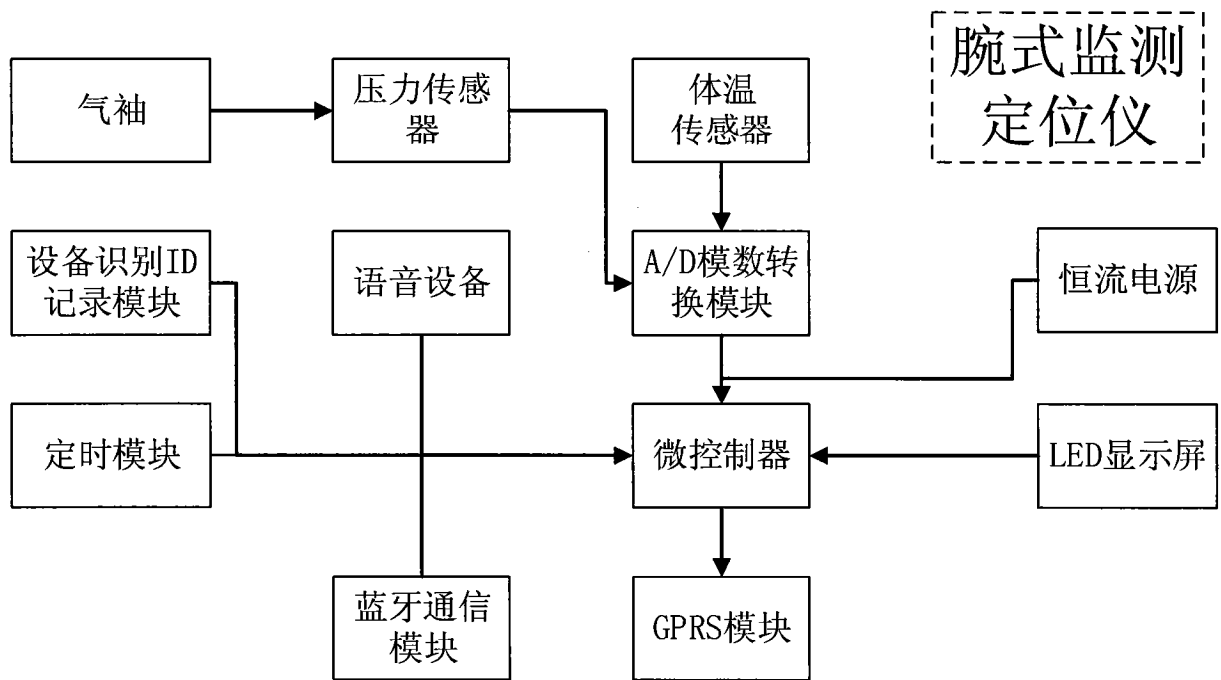 腕式监测
定位仪
气袖
压力传感
器
体温
传感器
设备识别ID
记录模块
语音设备
A/D模数转
换模块
恒流电源
定时模块
微控制器
LED显示屏
蓝牙通信
模块
GPRS模块